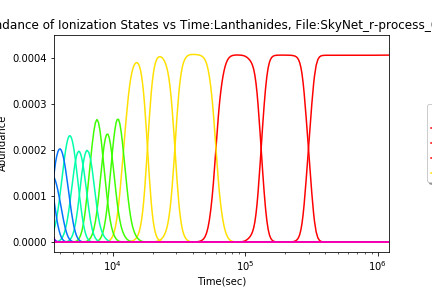 ndance of Ionization States vs Time:Lanthanides, File:SkyNet_r-process_
0.0004
0.0003
0.0002
0.0001
0.0000
Abundance
10⁴
10⁵
10⁶
Time(sec)